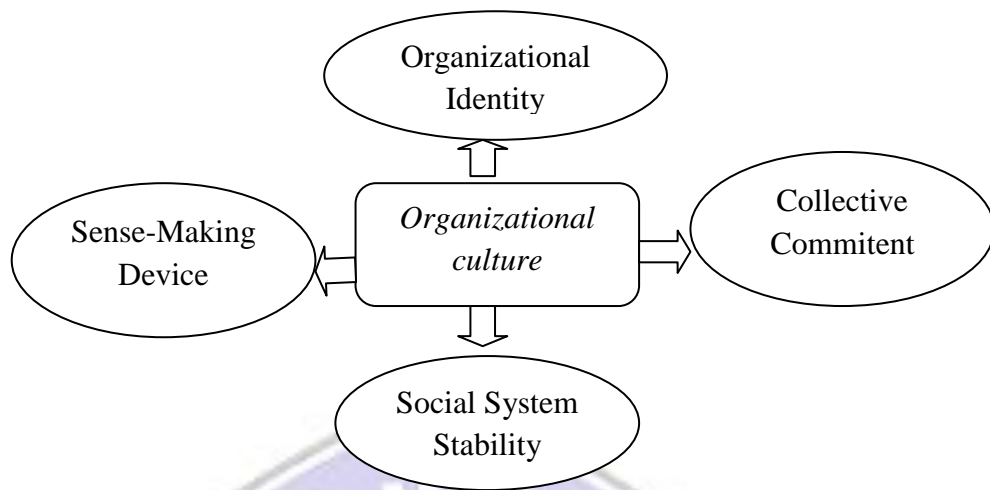 Organizational
Identity
Organizational
culture
Collective
Commitent
Sense-Making
Device
Social System
Stability